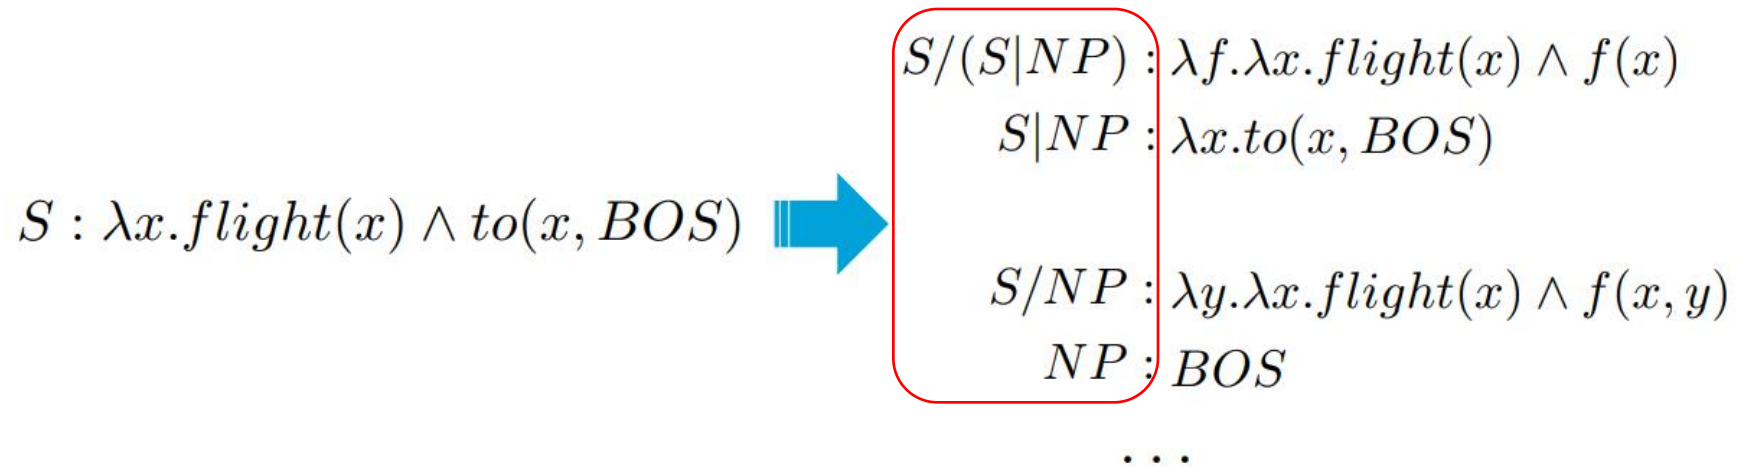 S : λx.flight(x) ∧ to(x, BOS)
S/(S|NP) : λf.λx.flight(x) ∧ f(x)
S|NP : λx.to(x, BOS)
S/NP : λy.λx.flight(x) ∧ f(x, y)
NP : BOS
...